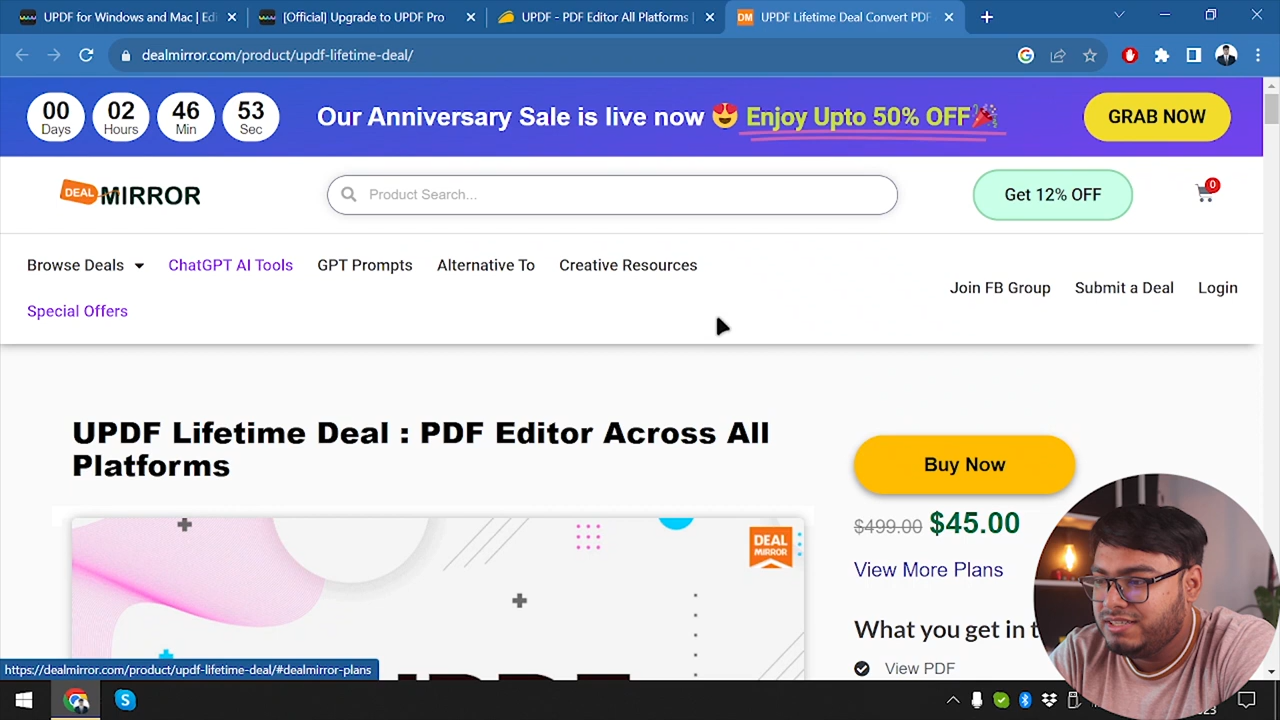 UPDF for Windows and Mac | Edi
[Official] Upgrade to UPDF Pro
UPDF - PDF Editor All Platforms |
DM UPDF Lifetime Deal Convert PDF
dealmirror.com/product/updf-lifetime-deal/
00 Days
02 Hours
46 Min
53 Sec
Our Anniversary Sale is live now 😍 Enjoy Upto 50% OFF🎉
GRAB NOW
DEAL MIRROR
Product Search...
Get 12% OFF
0
Browse Deals
ChatGPT AI Tools
GPT Prompts
Alternative To
Creative Resources
Special Offers
Join FB Group
Submit a Deal
Login
UPDF Lifetime Deal : PDF Editor Across All
Platforms
Buy Now
$499.00 $45.00
View More Plans
What you get in t
View PDF
DEAL
MIRROR
https://dealmirror.com/product/updf-lifetime-deal/#dealmirror-plans